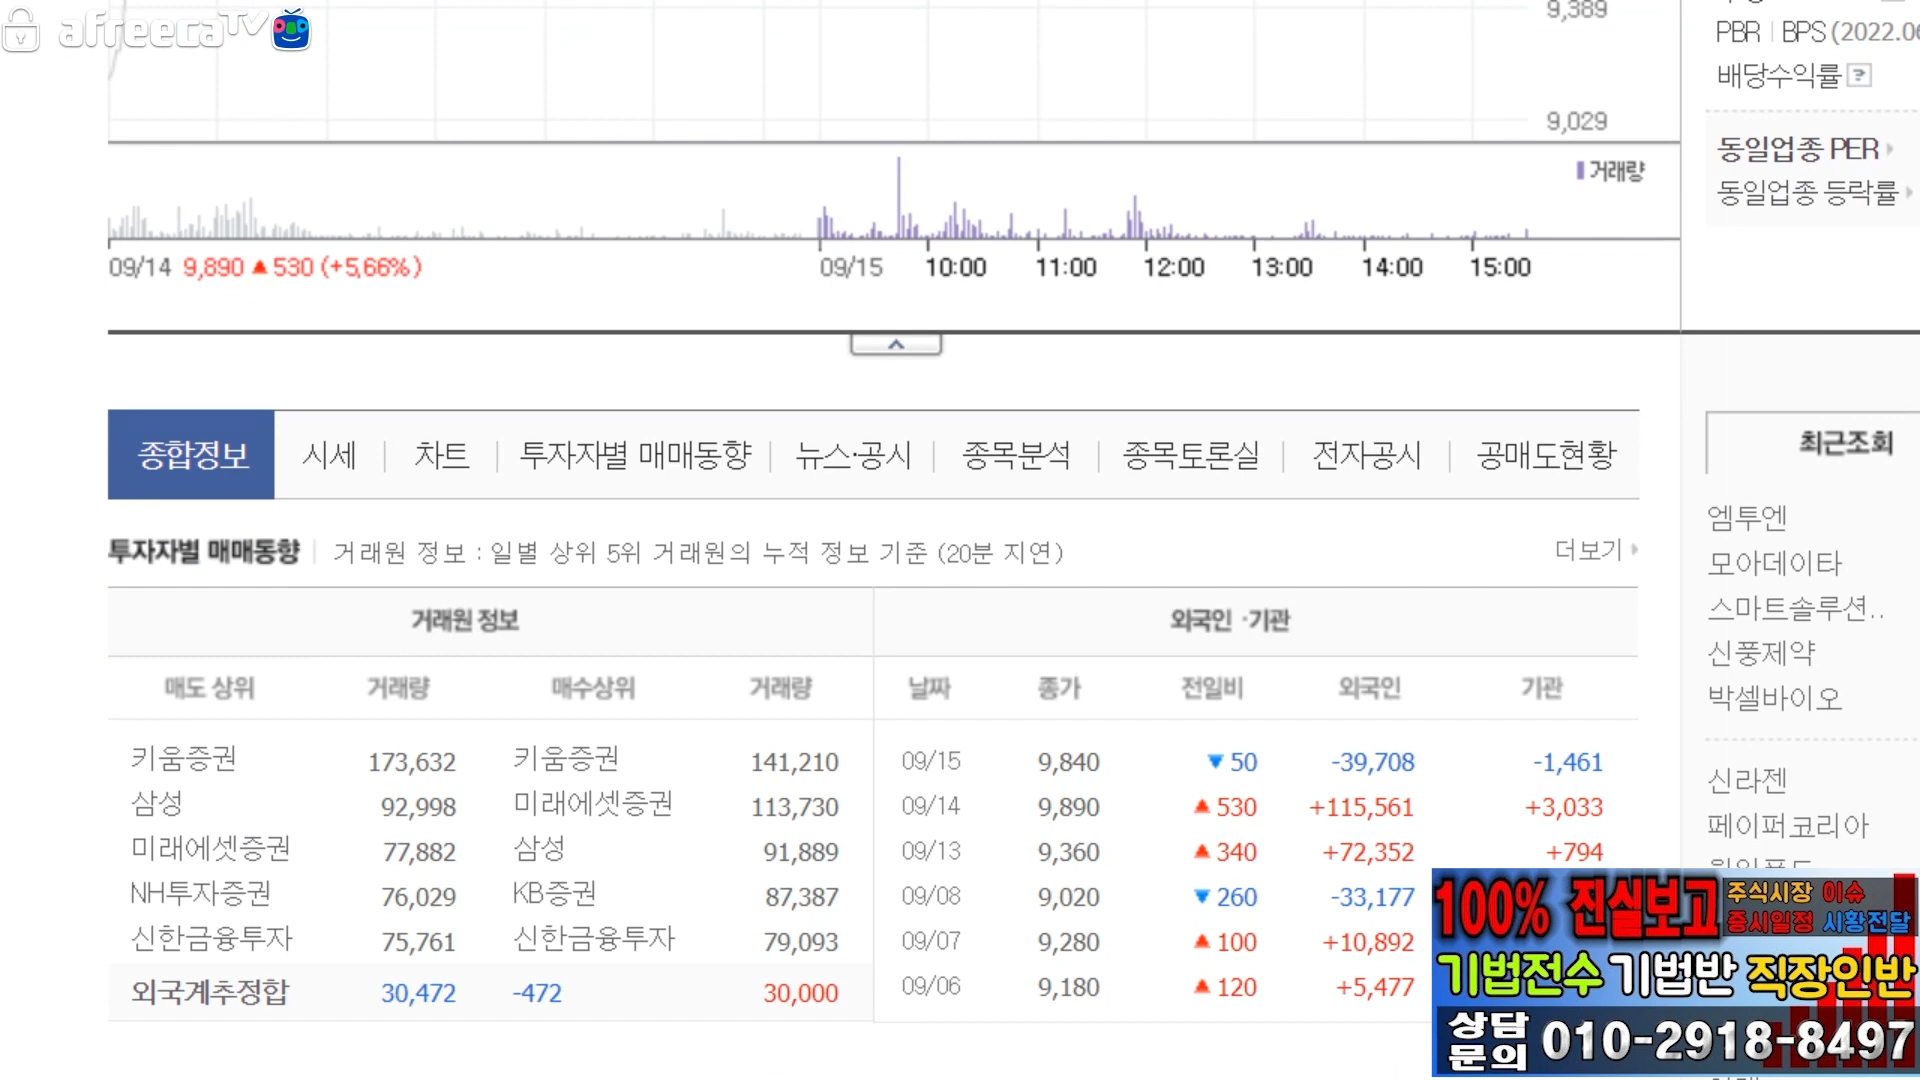 afreecaTV
9,389
9,029
거래량
09/14 9,890 ▲530 (+5,66%)
09/15 10:00 11:00 12:00 13:00 14:00 15:00
PBR | BPS (2022.06
배당수익률 ?
동일업종 PER
동일업종 등락률
종합정보 시세 차트 투자자별 매매동향 뉴스·공시 종목분석 종목토론실 전자공시 공매도현황
투자자별 매매동향 거래원 정보 : 일별 상위 5위 거래원의 누적 정보 기준 (20분 지연) 더보기
거래원 정보 외국인 ·기관
매도 상위 거래량 매수상위 거래량 날짜 종가 전일비 외국인 기관
키움증권 173,632 키움증권 141,210 09/15 9,840 ▼50 -39,708 -1,461
삼성 92,998 미래에셋증권 113,730 09/14 9,890 ▲530 +115,561 +3,033
미래에셋증권 77,882 삼성 91,889 09/13 9,360 ▲340 +72,352 +794
NH투자증권 76,029 KB증권 87,387 09/08 9,020 ▼260 -33,177
신한금융투자 75,761 신한금융투자 79,093 09/07 9,280 ▲100 +10,892
외국계추정합 30,472 -472 30,000 09/06 9,180 ▲120 +5,477
최근조회
엠투엔
모아데이타
스마트솔루션..
신풍제약
박셀바이오
신라젠
페이퍼코리아
100% 진실보고 주식시장 이슈
증시일정 시황전달
기법전수 기법반 직장인반
상담
문의 010-2918-8497